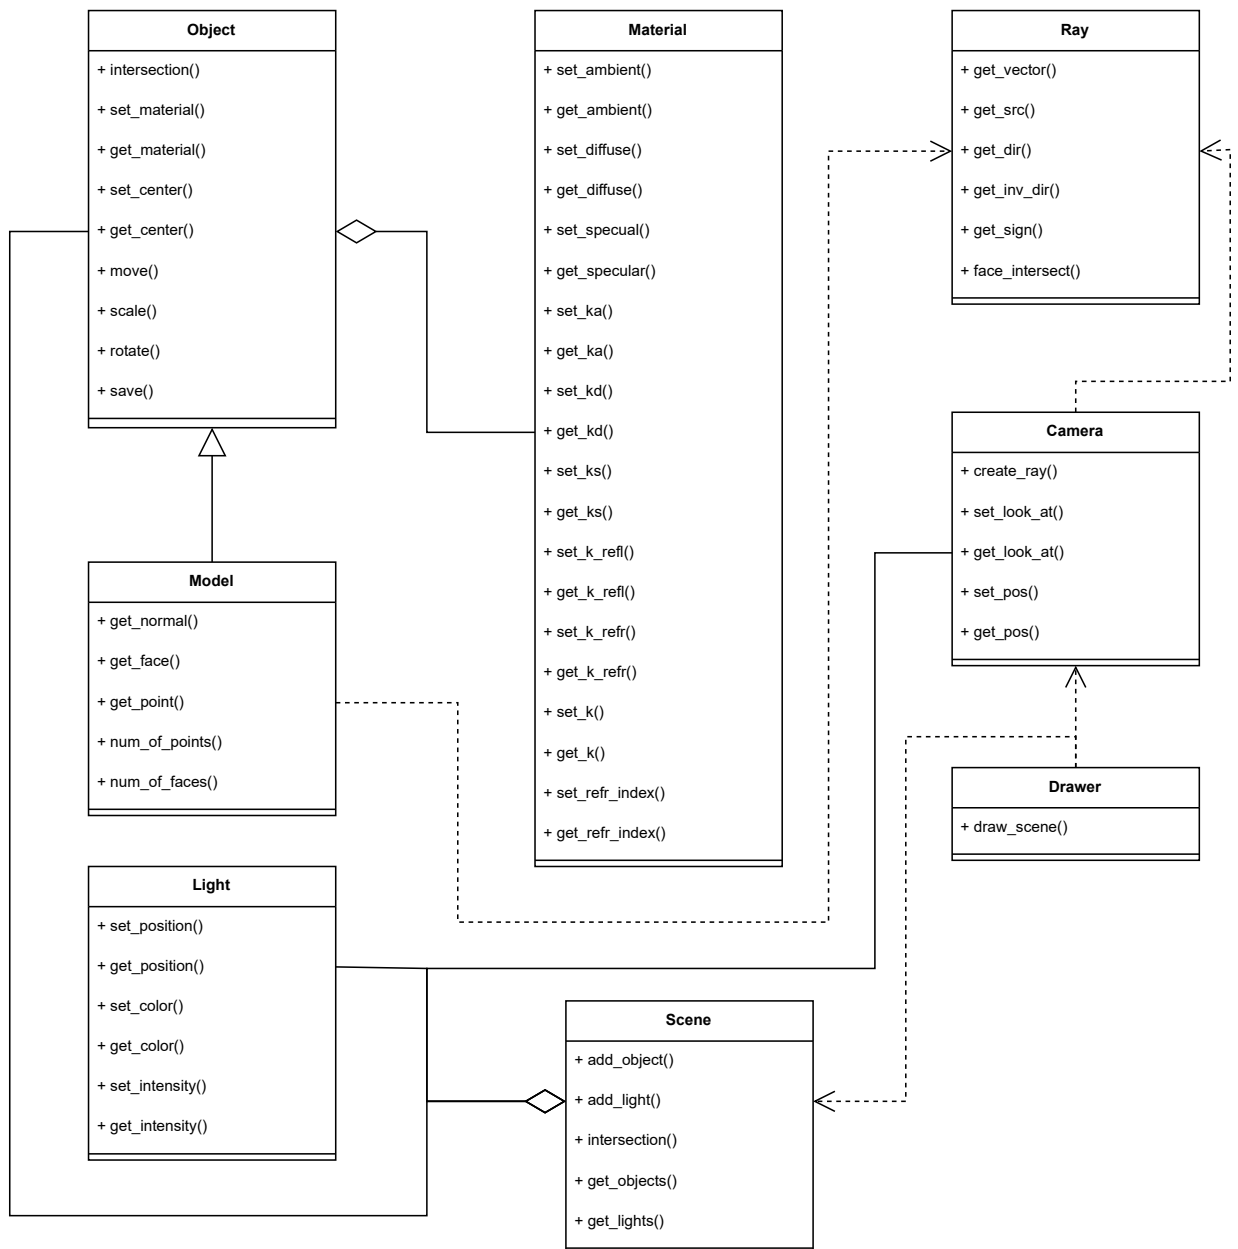 Object
+ intersection()
+ set_material()
+ get_material()
+ set_center()
+ get_center()
+ move()
+ scale()
+ rotate()
+ save()
Material
+ set_ambient()
+ get_ambient()
+ set_diffuse()
+ get_diffuse()
+ set_specual()
+ get_specular()
+ set_ka()
+ get_ka()
+ set_kd()
+ get_kd()
+ set_ks()
+ get_ks()
+ set_k_refl()
+ get_k_refl()
+ set_k_refr()
+ get_k_refr()
+ set_k()
+ get_k()
+ set_refr_index()
+ get_refr_index()
Ray
+ get_vector()
+ get_src()
+ get_dir()
+ get_inv_dir()
+ get_sign()
+ face_intersect()
Camera
+ create_ray()
+ set_look_at()
+ get_look_at()
+ set_pos()
+ get_pos()
Model
+ get_normal()
+ get_face()
+ get_point()
+ num_of_points()
+ num_of_faces()
Drawer
+ draw_scene()
Light
+ set_position()
+ get_position()
+ set_color()
+ get_color()
+ set_intensity()
+ get_intensity()
Scene
+ add_object()
+ add_light()
+ intersection()
+ get_objects()
+ get_lights()